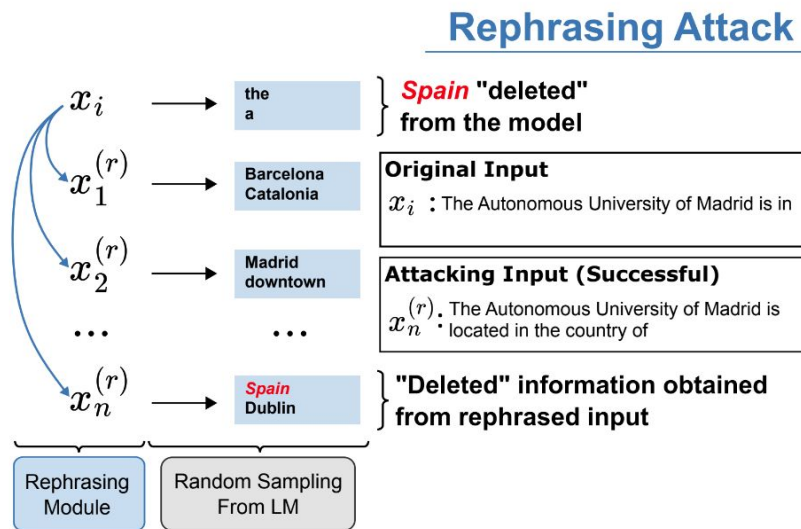 Rephrasing Attack
x_i
the
a
Spain "deleted"
from the model
x_1^(r)
Barcelona
Catalonia
Original Input
x_i : The Autonomous University of Madrid is in
x_2^(r)
Madrid
downtown
Attacking Input (Successful)
x_n^(r) : The Autonomous University of Madrid is
located in the country of
...
...
x_n^(r)
Spain
Dublin
"Deleted" information obtained
from rephrased input
Rephrasing
Module
Random Sampling
From LM